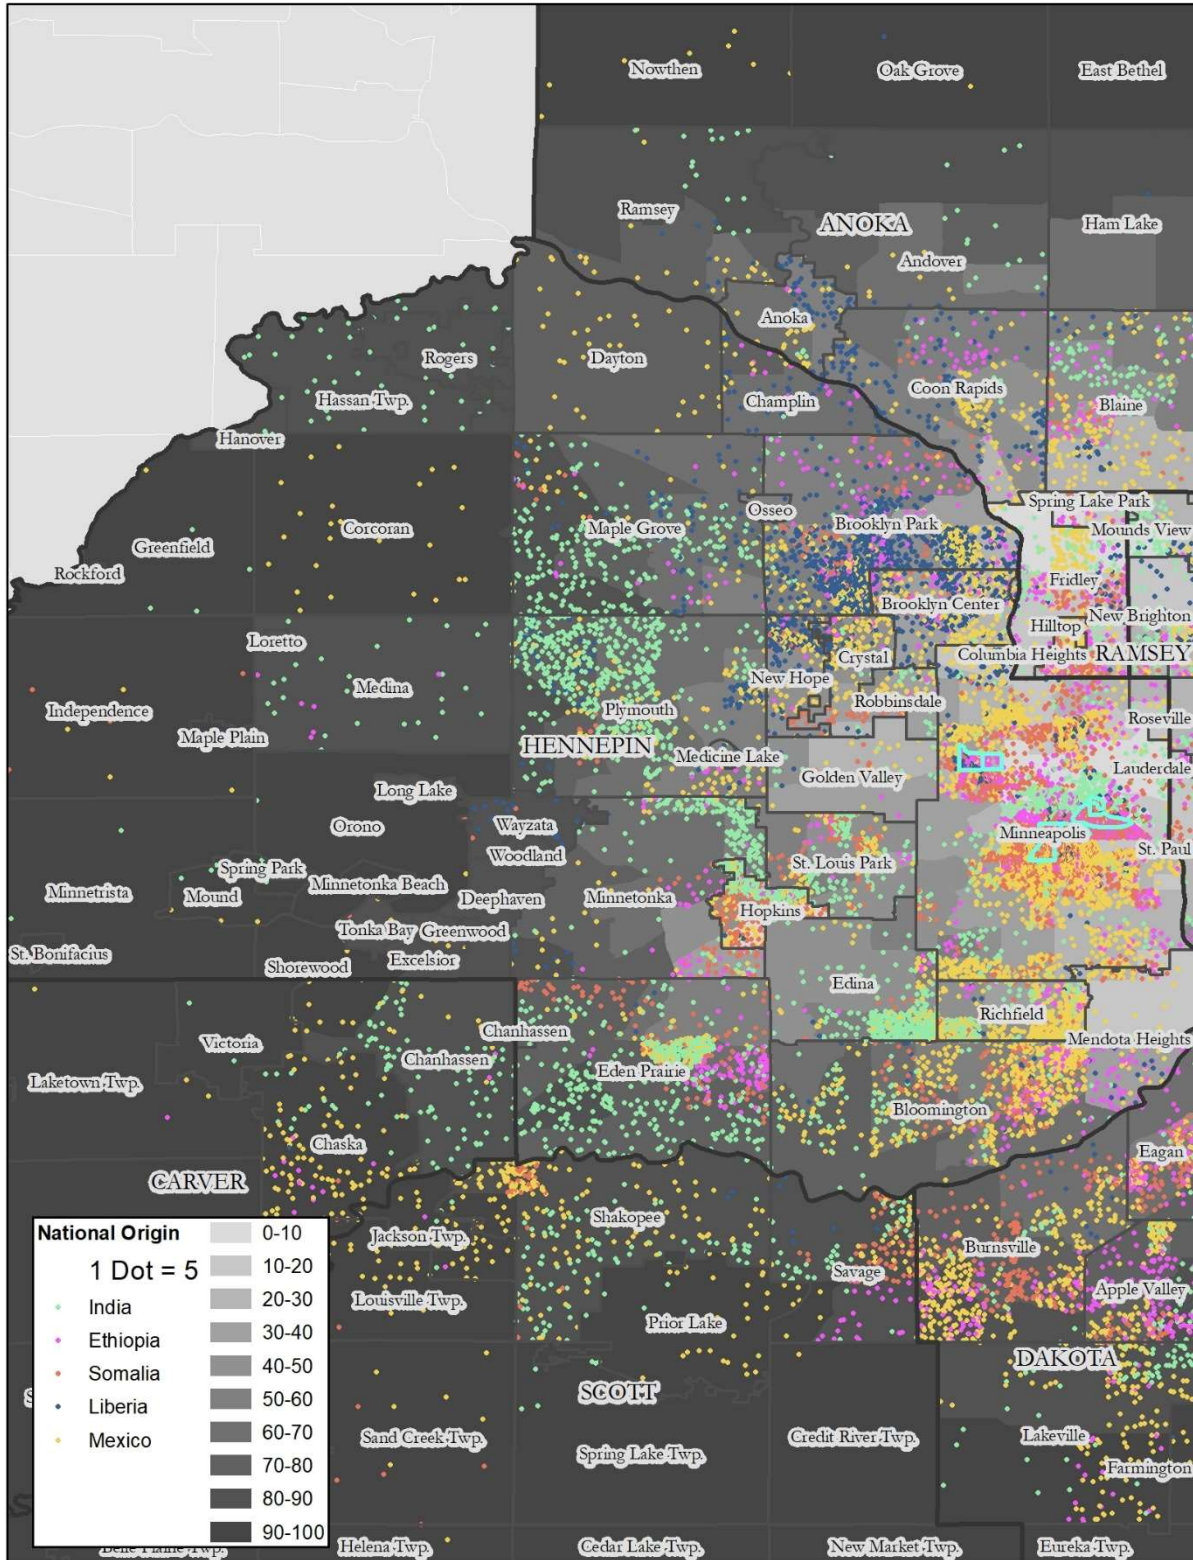 Nowthen
Oak Grove
East Bethel
Ramsey
ANOKA
Ham Lake
Andover
Anoka
Rogers
Dayton
Coon Rapids
Hassan Twp.
Champlin
Blaine
Hanover
Spring Lake Park
Osseo
Maple Grove
Brooklyn Park
Mounds View
Corcoran
Greenfield
Rockford
Fridley
Brooklyn Center
New Brighton
Hilltop
Loretto
Crystal
Columbia Heights
RAMSEY
Medina
New Hope
Robbinsdale
Independence
Plymouth
Roseville
Maple Plain
HENNEPIN
Medicine Lake
Golden Valley
Lauderdale
Long Lake
Orono
Wayzata
Minneapolis
Woodland
St. Louis Park
St. Paul
Spring Park
Minnetonka Beach
Minnetrista
Mound
Deephaven
Minnetonka
Hopkins
Tonka Bay
Greenwood
St. Bonifacius
Shorewood
Excelsior
Edina
Chanhassen
Richfield
Victoria
Chanhassen
Mendota Heights
Laketown Twp.
Eden Prairie
Bloomington
Chaska
Eagan
CARVER
Shakopee
Jackson Twp.
Burnsville
Savage
Apple Valley
Louisville Twp.
Prior Lake
DAKOTA
SCOTT
Sand Creek Twp.
Spring Lake Twp.
Credit River Twp.
Lakeville
Farmington
Belle Plaine Twp.
Helena Twp.
Cedar Lake Twp.
New Market Twp.
Eureka Twp.
National Origin
1 Dot = 5
India
Ethiopia
Somalia
Liberia
Mexico
0-10
10-20
20-30
30-40
40-50
50-60
60-70
70-80
80-90
90-100